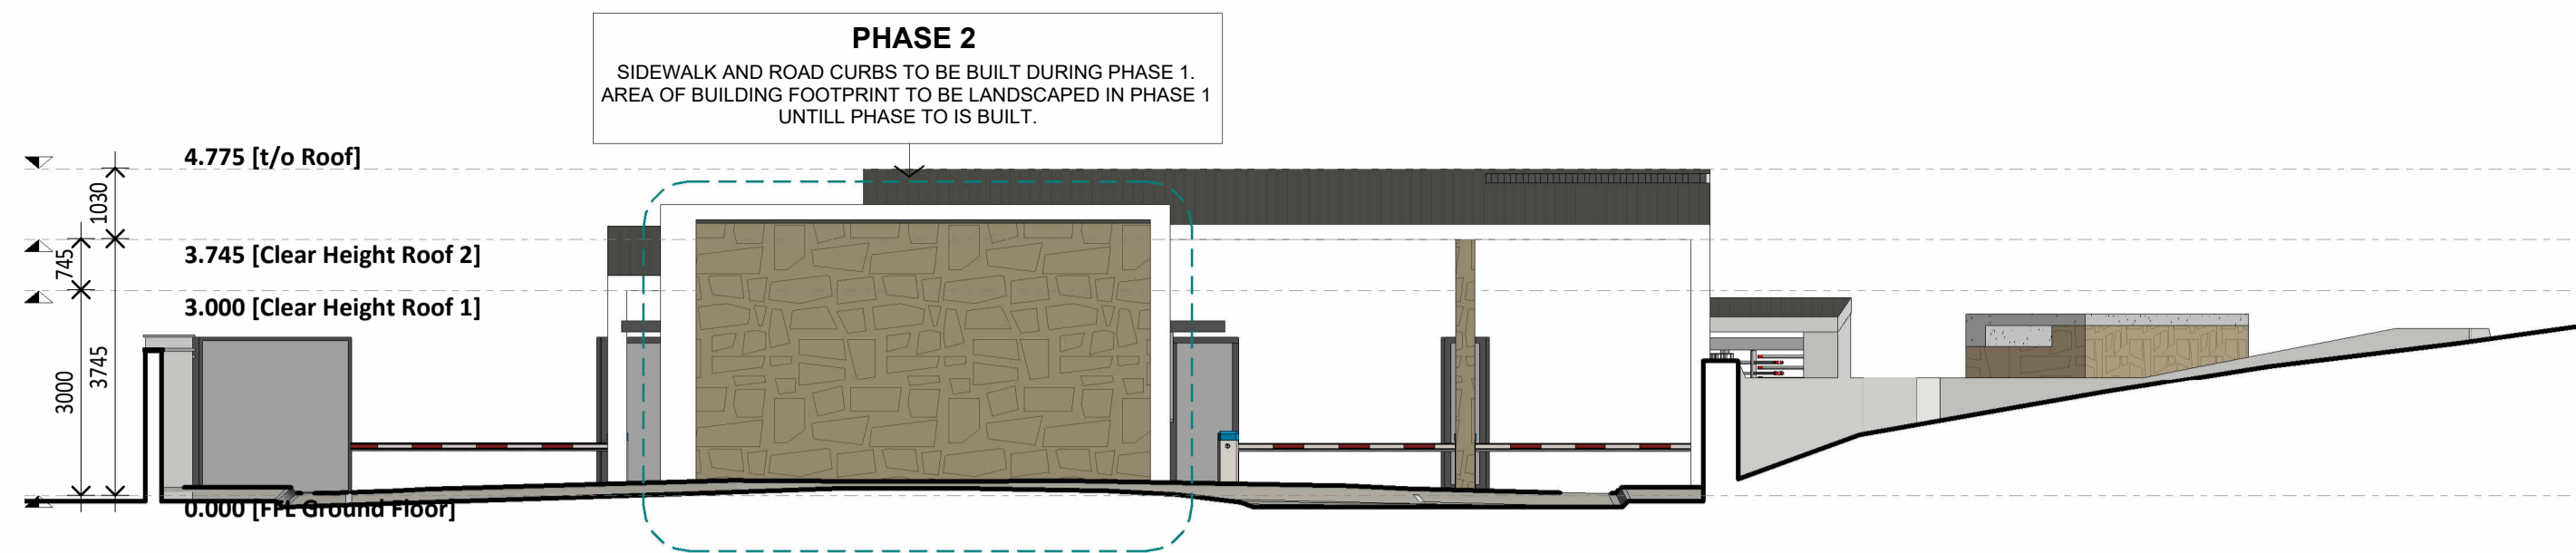 PHASE 2
SIDEWALK AND ROAD CURBS TO BE BUILT DURING PHASE 1.
AREA OF BUILDING FOOTPRINT TO BE LANDSCAPED IN PHASE 1
UNTILL PHASE TO IS BUILT.
4.775 [t/o Roof]
1030
3.745 [Clear Height Roof 2]
745
3.000 [Clear Height Roof 1]
3000
3745
0.000 [FFL Ground Floor]